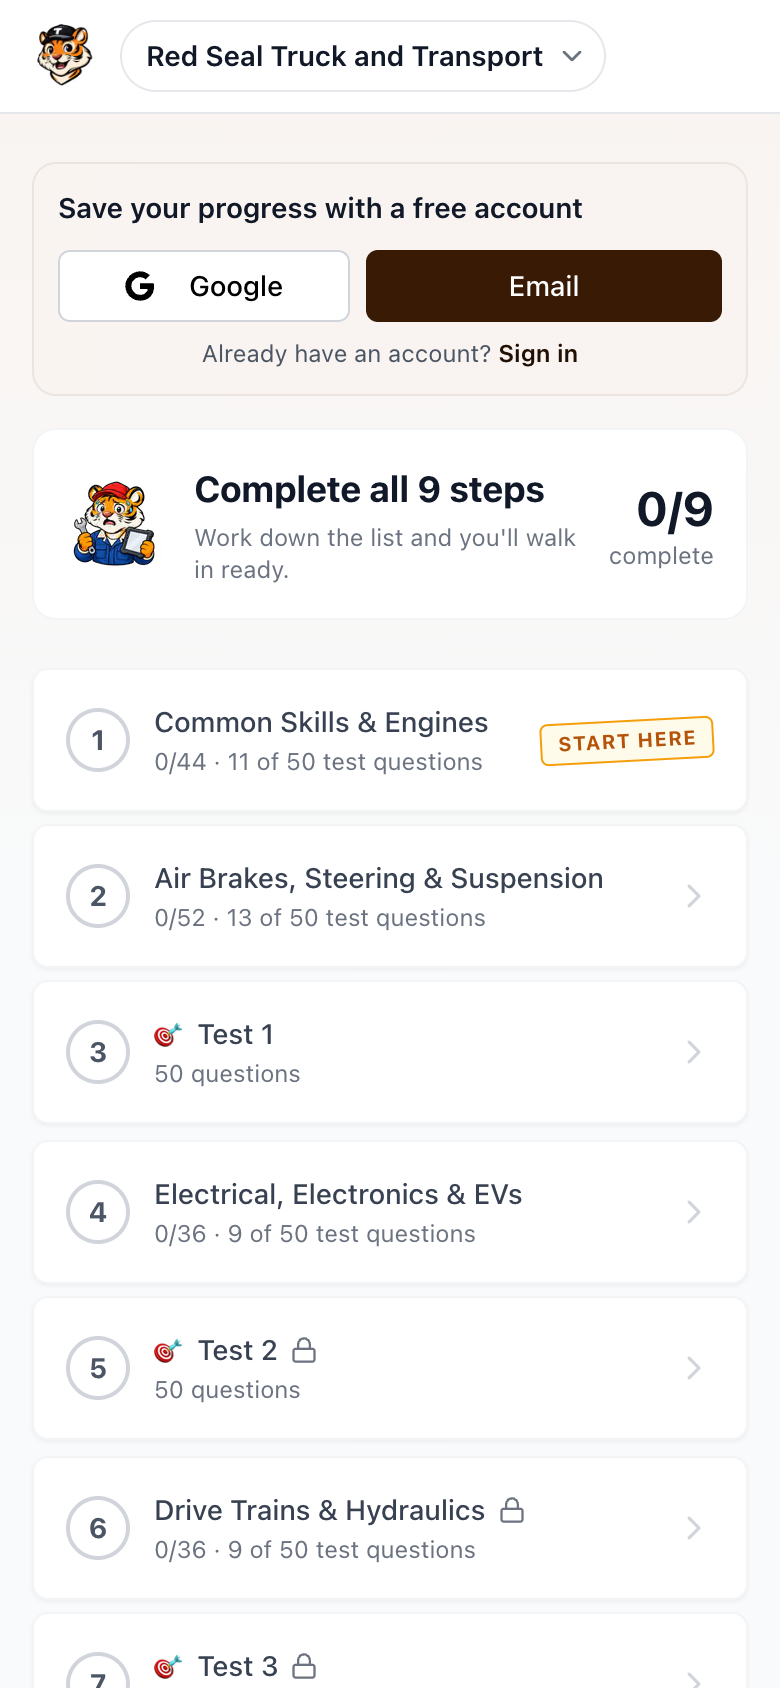 Red Seal Truck and Transport
Save your progress with a free account
Google
Email
Already have an account? Sign in
Complete all 9 steps
Work down the list and you'll walk
in ready.
0/9
complete
1
Common Skills & Engines
0/44 · 11 of 50 test questions
START HERE
2
Air Brakes, Steering & Suspension
0/52 · 13 of 50 test questions
3
Test 1
50 questions
4
Electrical, Electronics & EVs
0/36 · 9 of 50 test questions
5
Test 2
50 questions
6
Drive Trains & Hydraulics
0/36 · 9 of 50 test questions
7
Test 3